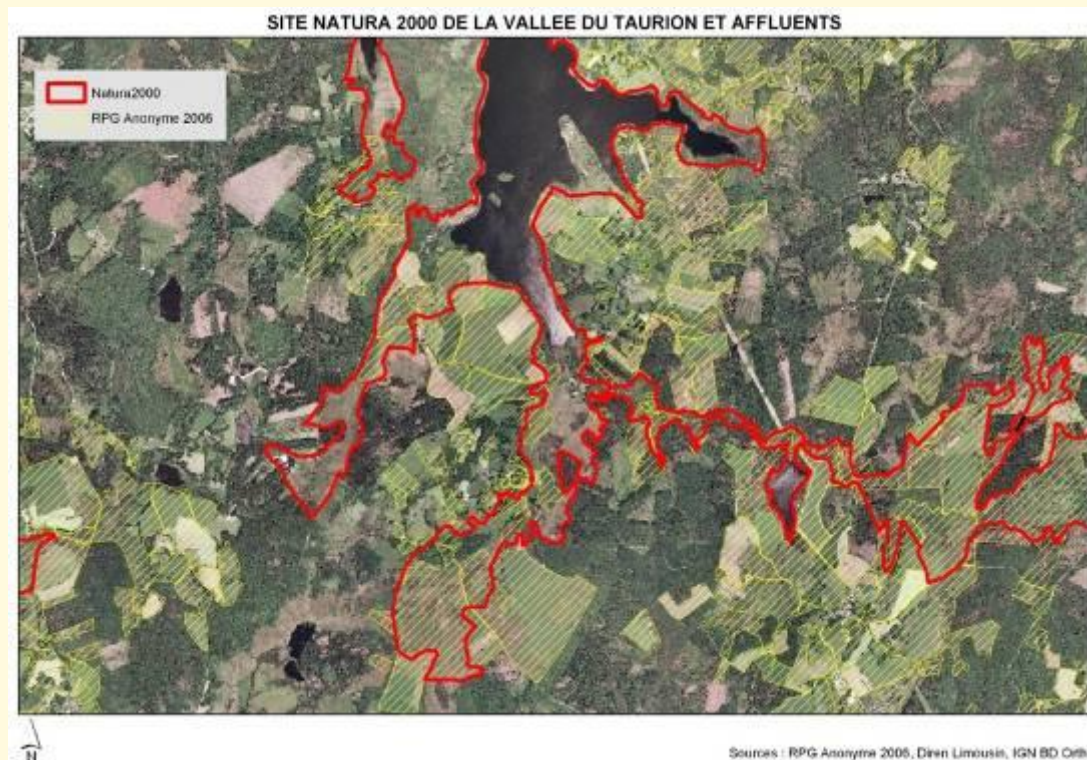 SITE NATURA 2000 DE LA VALLEE DU TAURION ET AFFLUENTS
Natura2000
RPG Anonyme 2006
N
Sources : RPG Anonyme 2006, Diren Limousin, IGN BD Orth